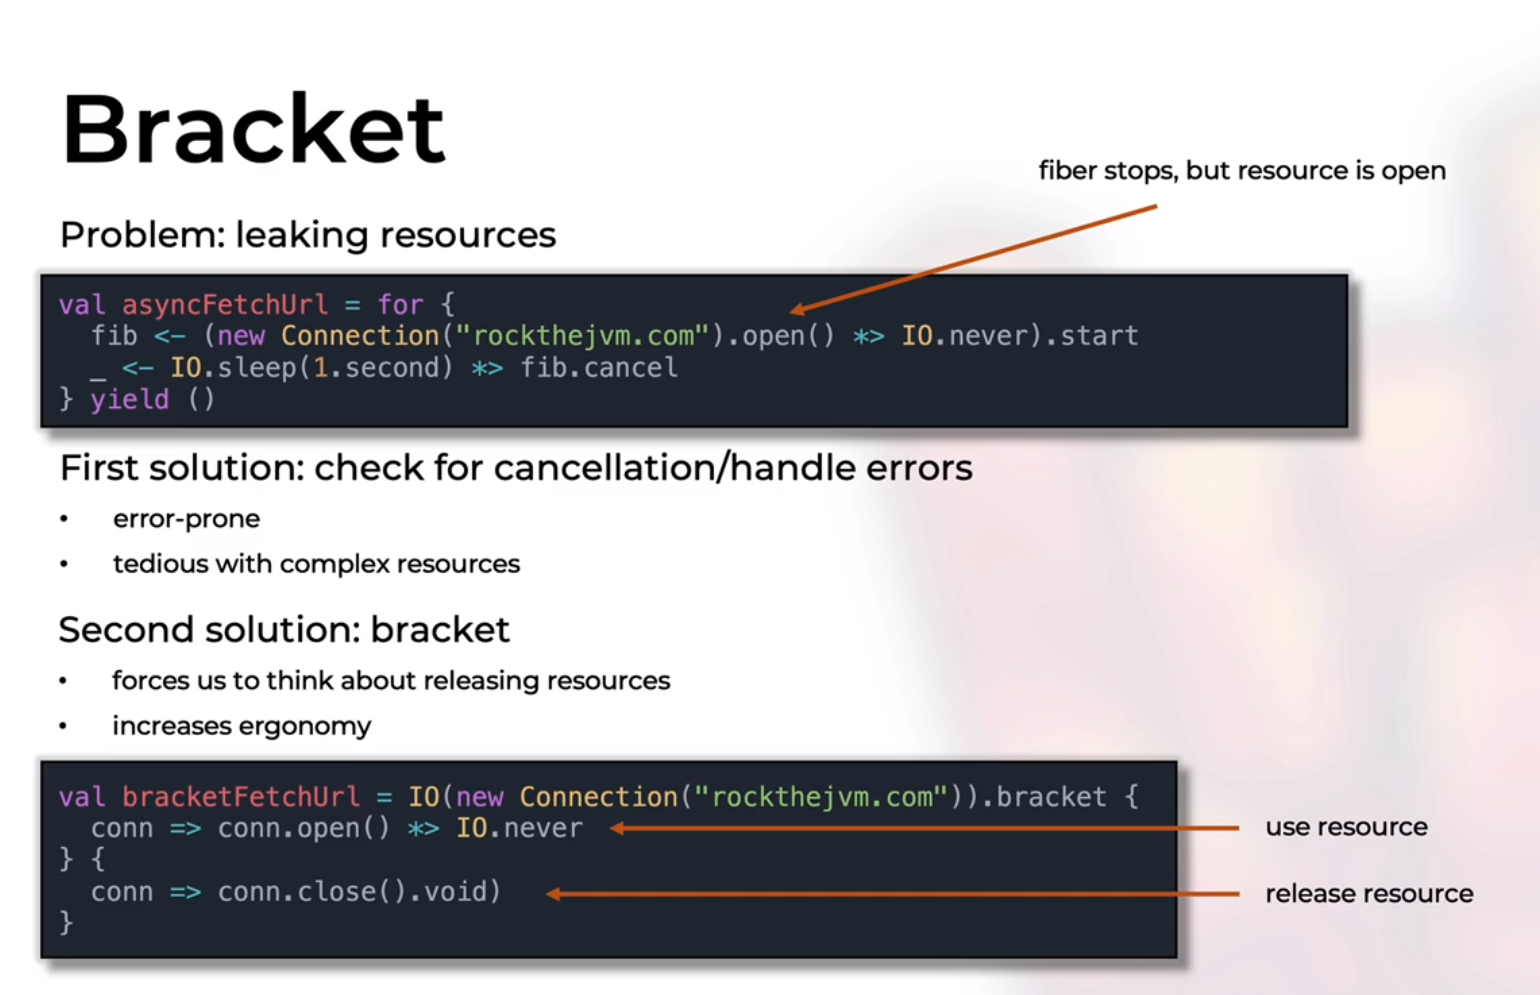 Bracket
fiber stops, but resource is open
Problem: leaking resources
val asyncFetchUrl = for {
  fib <- (new Connection("rockthejvm.com").open() *> IO.never).start
  _ <- IO.sleep(1.second) *> fib.cancel
} yield ()
First solution: check for cancellation/handle errors
• error-prone
• tedious with complex resources
Second solution: bracket
• forces us to think about releasing resources
• increases ergonomy
val bracketFetchUrl = IO(new Connection("rockthejvm.com")).bracket {
  conn => conn.open() *> IO.never
use resource
} {
  conn => conn.close().void)
release resource
}